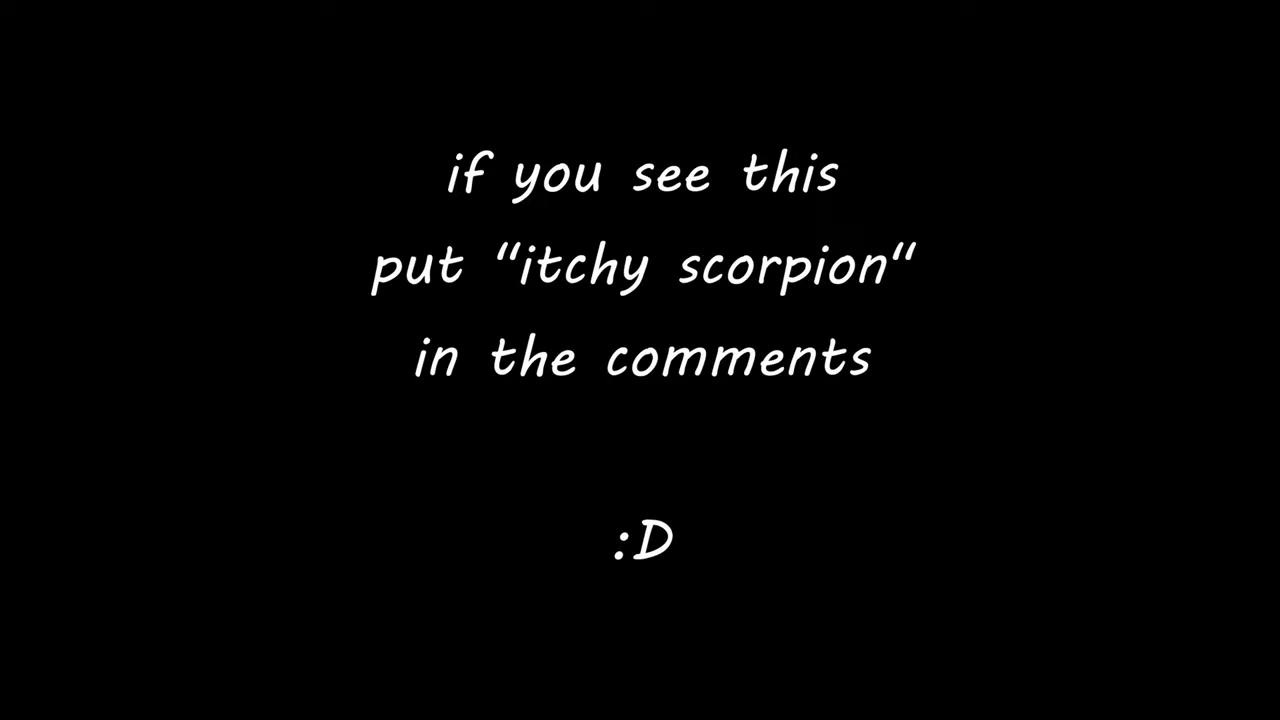 if you see this
put “itchy scorpion“
in the comments
:D